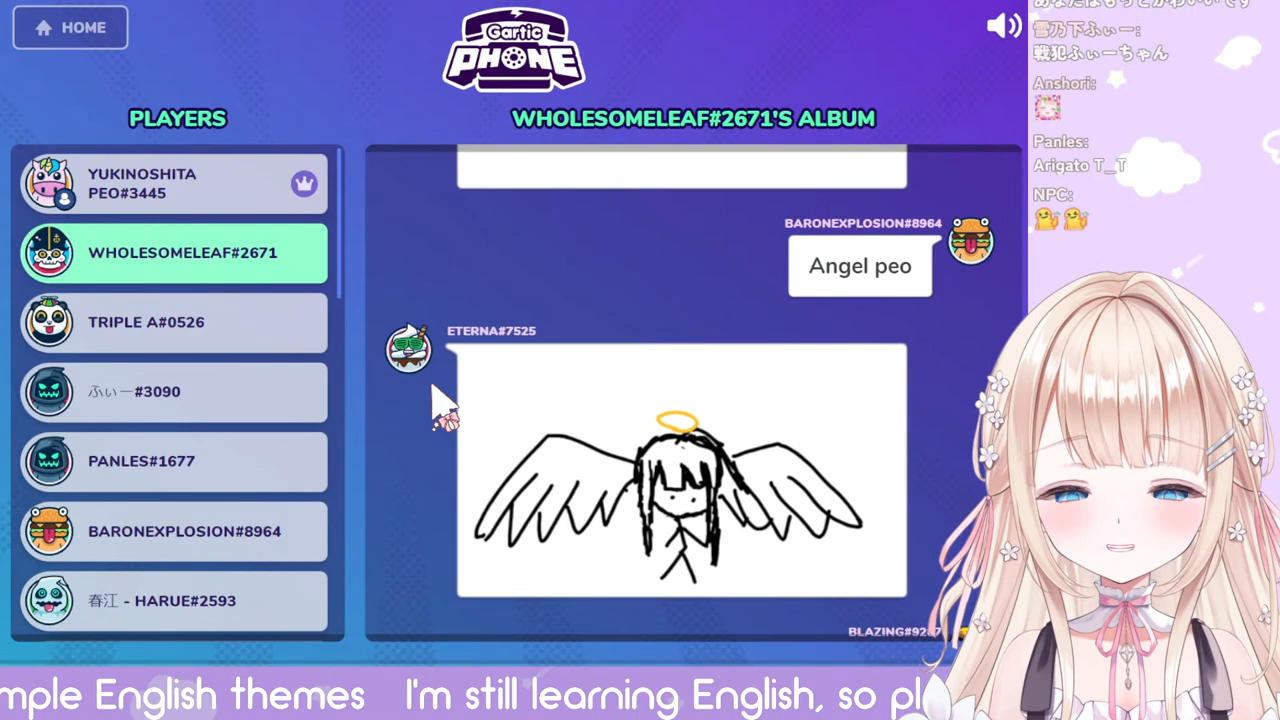 HOME
Gartic
PHONE
PLAYERS
WHOLESOMELEAF#2671'S ALBUM
YUKINOSHITA
PEO#3445
WHOLESOMELEAF#2671
TRIPLE A#0526
ふぃー#3090
PANLES#1677
BARONEXPLOSION#8964
春江 - HARUE#2593
BARONEXPLOSION#8964
Angel peo
ETERNA#7525
BLAZING#9287
雪乃下ふぃー:
戦犯ふぃーちゃん
Anshori:
Panles:
Arigato T_T
NPC:
mple English themes I'm still learning English, so pl